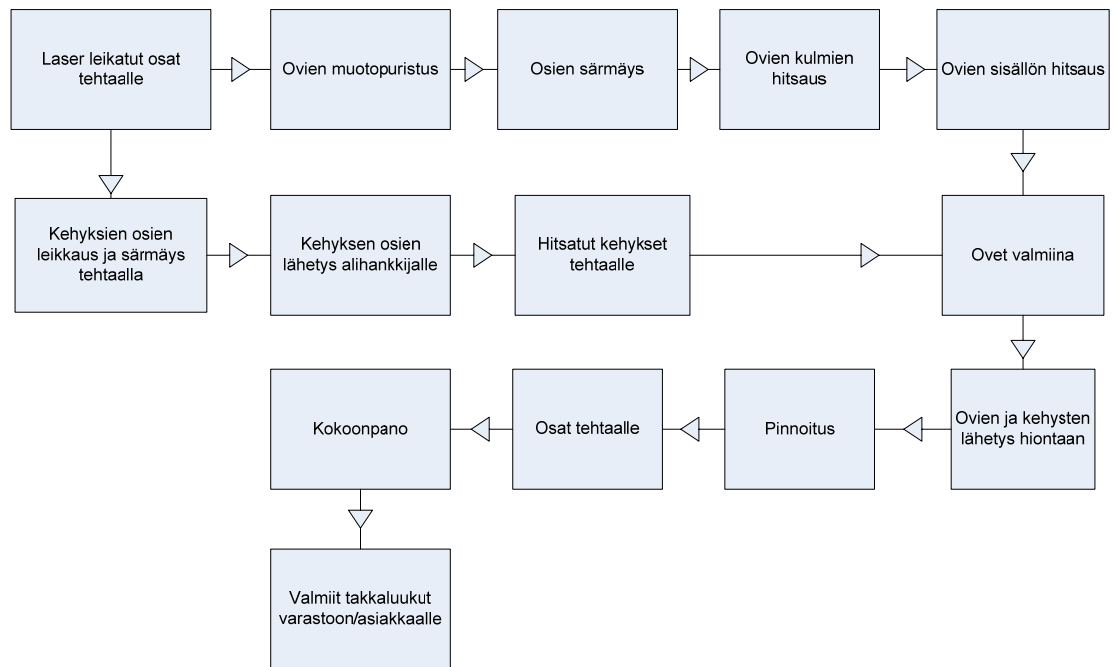 Laser leikatut osat
tehtaalle
Ovien muotopuristus
Osien särmäys
Ovien kulmien
hitsaus
Ovien sisällön hitsaus
Kehyksien osien
leikkaus ja särmäys
tehtaalla
Kehyksen osien
lähetys alihankkijalle
Hitsatut kehykset
tehtaalle
Ovet valmiina
Kokoonpano
Osat tehtaalle
Pinnoitus
Ovien ja kehysten
lähetys hiontaan
Valmiit takkaluukut
varastoon/asiakkaalle